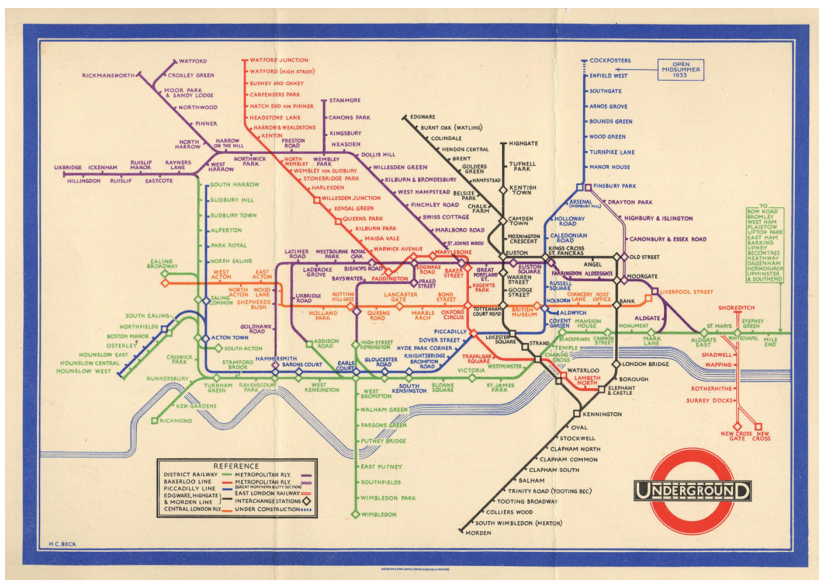 WATFORD
RICKMANSWORTH
CROXLEY GREEN
MOOR PARK
& SANDY LODGE
NORTHWOOD
PINNER
NORTH
HARROW
HARROW
ON THE HILL
WEST
HARROW
UXBRIDGE
ICKENHAM
RUISLIP
MANOR
RAYNERS
LANE
HILLINGDON
RUISLIP
EASTCOTE
NORTHWICK
PARK
PRESTON
ROAD
WEMBLEY
PARK
STANMORE
CANONS PARK
KINGSBURY
NEASDEN
DOLLIS HILL
WILLESDEN GREEN
KILBURN & BRONDESBURY
WEST HAMPSTEAD
FINCHLEY ROAD
SWISS COTTAGE
MARLBORO ROAD
ST. JOHNS WOOD
WATFORD JUNCTION
WATFORD (HIGH STREET)
BUSHEY AND OXHEY
CARPENDERS PARK
HATCH END FOR PINNER
HEADSTONE LANE
HARROW & WEALDSTONE
KENTON
NORTH
WEMBLEY
WEMBLEY FOR SUDBURY
STONEBRIDGE PARK
HARLESDEN
WILLESDEN JUNCTION
KENSAL GREEN
QUEENS PARK
KILBURN PARK
MAIDA VALE
WARWICK AVENUE
MARYLEBONE
EDGWARE
BURNT OAK (WATLING)
COLINDALE
HENDON CENTRAL
BRENT
GOLDERS
GREEN
HAMPSTEAD
BELSIZE
PARK
CHALK
FARM
HIGHGATE
TUFNELL
PARK
KENTISH
TOWN
CAMDEN
TOWN
MORNINGTON
CRESCENT
EUSTON
COCKFOSTERS
OPEN
MIDSUMMER
1933
ENFIELD WEST
SOUTHGATE
ARNOS GROVE
BOUNDS GREEN
WOOD GREEN
TURNPIKE LANE
MANOR HOUSE
FINSBURY PARK
ARSENAL
(HIGHBURY HILL)
DRAYTON PARK
HOLLOWAY
ROAD
HIGHBURY & ISLINGTON
CALEDONIAN
ROAD
CANONBURY & ESSEX ROAD
KINGS CROSS
ST. PANCRAS
ANGEL
OLD STREET
SOUTH HARROW
SUDBURY HILL
SUDBURY TOWN
ALPERTON
PARK ROYAL
NORTH EALING
EALING
BROADWAY
EALING
COMMON
WEST
ACTON
EAST
ACTON
NORTH
ACTON
WOOD
LANE
SHEPHERDS
BUSH
LATIMER
ROAD
LADBROKE
GROVE
WESTBOURNE
PARK
ROYAL
OAK
BISHOPS ROAD
PADDINGTON
EDGWARE
ROAD
BAKER
STREET
GREAT
PORTLAND
ST.
REGENTS
PARK
WARREN
STREET
EUSTON
SQUARE
GOODGE
STREET
RUSSELL
SQUARE
FARRINGDON
ALDERSGATE
MOORGATE
LIVERPOOL STREET
BAYSWATER
PRAED
STREET
UXBRIDGE
ROAD
HOLLAND
PARK
NOTTING
HILL GATE
QUEENS
ROAD
LANCASTER
GATE
MARBLE
ARCH
BOND
STREET
OXFORD
CIRCUS
TOTTENHAM
COURT ROAD
BRITISH
MUSEUM
HOLBORN
CHANCERY
LANE
POST
OFFICE
BANK
ALDWYCH
COVENT
GARDEN
ALDGATE
TO
BOW ROAD
BROMLEY
WEST HAM
PLAISTOW
UPTON PARK
EAST HAM
BARKING
UPNEY
BECONTREE
HEATHWAY
DAGENHAM
HORNCHURCH
UPMINSTER
& SOUTHEND
SOUTH EALING
NORTHFIELDS
BOSTON MANOR
OSTERLEY
HOUNSLOW EAST
HOUNSLOW CENTRAL
HOUNSLOW WEST
ACTON TOWN
SOUTH ACTON
CHISWICK
PARK
GUNNERSBURY
KEW GARDENS
RICHMOND
TURNHAM
GREEN
STAMFORD
BROOK
RAVENSCOURT
PARK
GOLDHAWK
ROAD
HAMMERSMITH
BARONS COURT
WEST
KENSINGTON
ADDISON
ROAD
EARLS
COURT
HIGH STREET
KENSINGTON
GLOUCESTER
ROAD
SOUTH
KENSINGTON
KNIGHTSBRIDGE
BROMPTON
ROAD
HYDE PARK CORNER
DOVER STREET
PICCADILLY
SLOANE
SQUARE
VICTORIA
ST. JAMES
PARK
WESTMINSTER
TRAFALGAR
SQUARE
LEICESTER
SQUARE
STRAND
CHARING
CROSS
TEMPLE
BLACKFRIARS
MANSION
HOUSE
CANNON
STREET
MONUMENT
MARK
LANE
ALDGATE
EAST
ST. MARYS
SHOREDITCH
STEPNEY
GREEN
WHITECHAPEL
MILE
END
SHADWELL
WAPPING
ROTHERHITHE
SURREY DOCKS
NEW CROSS
GATE
NEW
CROSS
WATERLOO
LAMBETH
NORTH
LONDON BRIDGE
BOROUGH
ELEPHANT
& CASTLE
KENNINGTON
OVAL
STOCKWELL
CLAPHAM NORTH
CLAPHAM COMMON
CLAPHAM SOUTH
BALHAM
TRINITY ROAD (TOOTING BEC)
TOOTING BROADWAY
COLLIERS WOOD
SOUTH WIMBLEDON (MERTON)
MORDEN
WEST
BROMPTON
WALHAM GREEN
PARSONS GREEN
PUTNEY BRIDGE
EAST PUTNEY
SOUTHFIELDS
WIMBLEDON PARK
WIMBLEDON
REFERENCE
DISTRICT RAILWAY
BAKERLOO LINE
PICCADILLY LINE
EDGWARE, HIGHGATE
& MORDEN LINE
CENTRAL LONDON RLY.
METROPOLITAN RLY.
METROPOLITAN RLY.
GREAT NORTHERN & CITY SECTION
EAST LONDON RAILWAY
INTERCHANGE STATIONS
UNDER CONSTRUCTION
UNDERGROUND
H.C. BECK